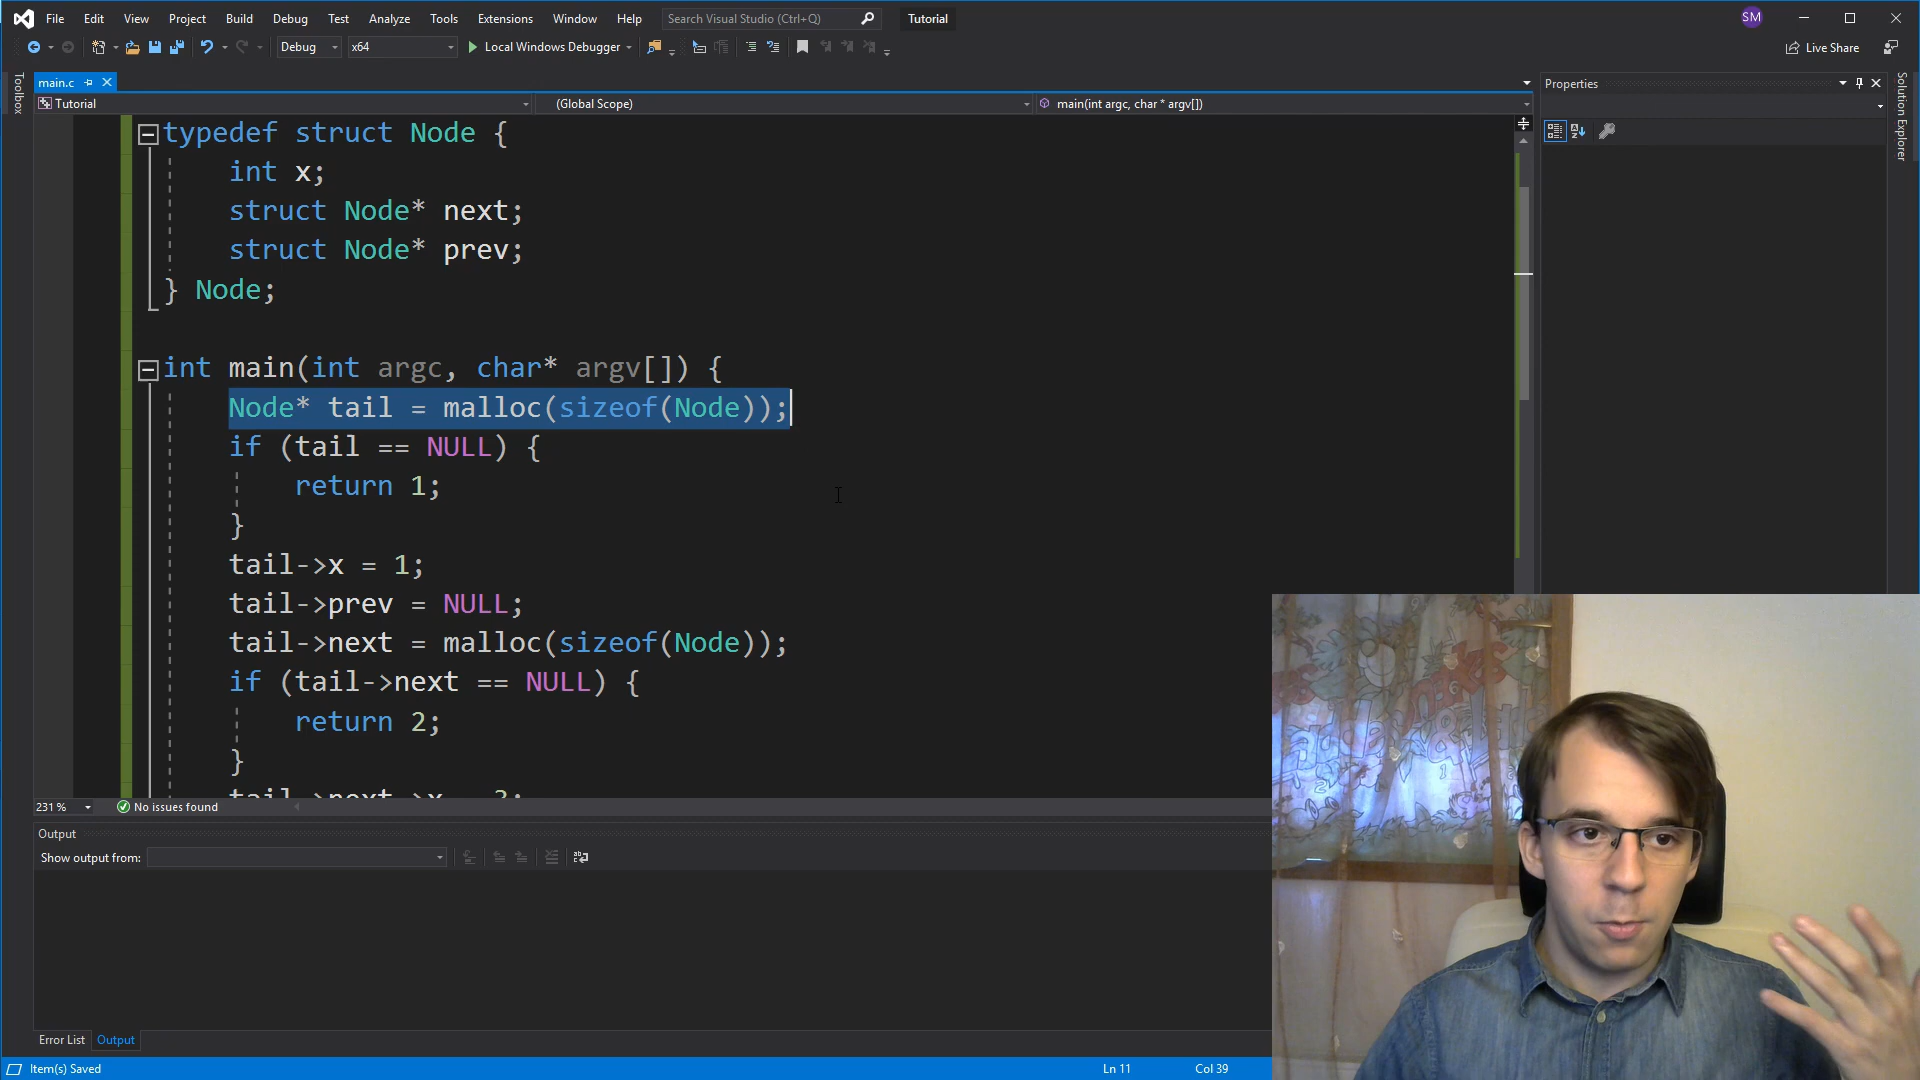 File Edit View Project Build Debug Test Analyze Tools Extensions Window Help Search Visual Studio (Ctrl+Q) Tutorial SM
Debug x64 Local Windows Debugger Live Share
Toolbox
main.c
Tutorial (Global Scope) main(int argc, char * argv[])
typedef struct Node {
int x;
struct Node* next;
struct Node* prev;
} Node;
int main(int argc, char* argv[]) {
Node* tail = malloc(sizeof(Node));
if (tail == NULL) {
return 1;
}
tail->x = 1;
tail->prev = NULL;
tail->next = malloc(sizeof(Node));
if (tail->next == NULL) {
return 2;
}
231 % No issues found
Output
Show output from:
Error List Output
Item(s) Saved Ln 11 Col 39
Properties
Solution Explorer